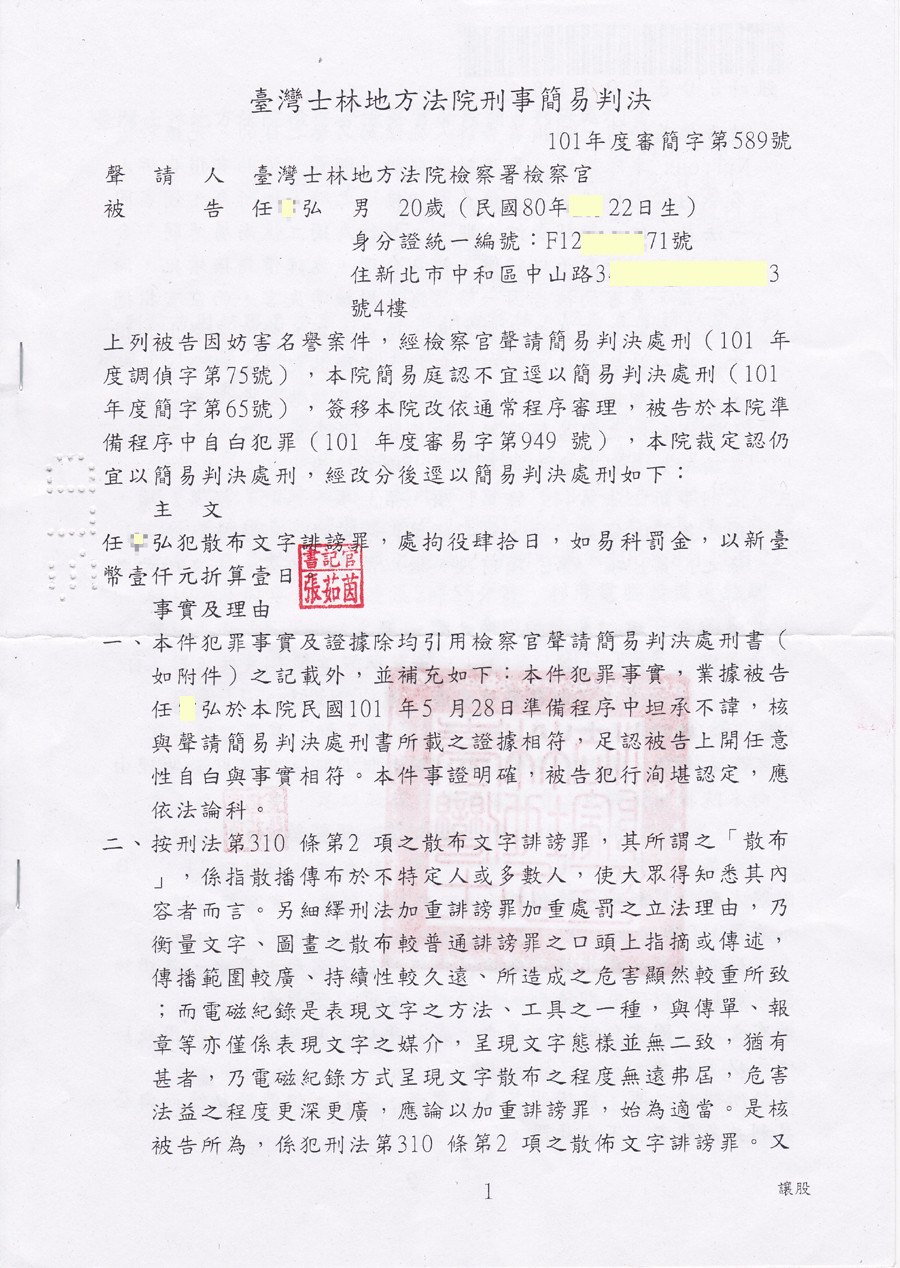 臺灣士林地方法院刑事簡易判決
101年度審簡字第589號
聲請人 臺灣士林地方法院檢察署檢察官
被告 任 弘 男 20歲（民國80年 22日生）
身分證統一編號：F12 71號
住新北市中和區中山路3 3
號4樓
上列被告因妨害名譽案件，經檢察官聲請簡易判決處刑（101 年
度調偵字第75號），本院簡易庭認不宜逕以簡易判決處刑（101
年度簡字第65號），簽移本院改依通常程序審理，被告於本院準
備程序中自白犯罪（101 年度審易字第949 號），本院裁定認仍
宜以簡易判決處刑，經改分後逕以簡易判決處刑如下：
主文
任 弘犯散布文字誹謗罪，處拘役肆拾日，如易科罰金，以新臺
幣壹仟元折算壹日
書記官
張茹茵
事實及理由
一、本件犯罪事實及證據除均引用檢察官聲請簡易判決處刑書（
如附件）之記載外，並補充如下：本件犯罪事實，業據被告
任 弘於本院民國101 年5 月28日準備程序中坦承不諱，核
與聲請簡易判決處刑書所載之證據相符，足認被告上開任意
性自白與事實相符。本件事證明確，被告犯行洵堪認定，應
依法論科。
二、按刑法第310 條第2 項之散布文字誹謗罪，其所謂之「散布
」，係指散播傳布於不特定人或多數人，使大眾得知悉其內
容者而言。另細繹刑法加重誹謗罪加重處罰之立法理由，乃
衡量文字、圖畫之散布較普通誹謗罪之口頭上指摘或傳述，
傳播範圍較廣、持續性較久遠、所造成之危害顯然較重所致
；而電磁紀錄是表現文字之方法、工具之一種，與傳單、報
章等亦僅係表現文字之媒介，呈現文字態樣並無二致，猶有
甚者，乃電磁紀錄方式呈現文字散布之程度無遠弗屆，危害
法益之程度更深更廣，應論以加重誹謗罪，始為適當。是核
被告所為，係犯刑法第310 條第2 項之散佈文字誹謗罪。又
1
讓股